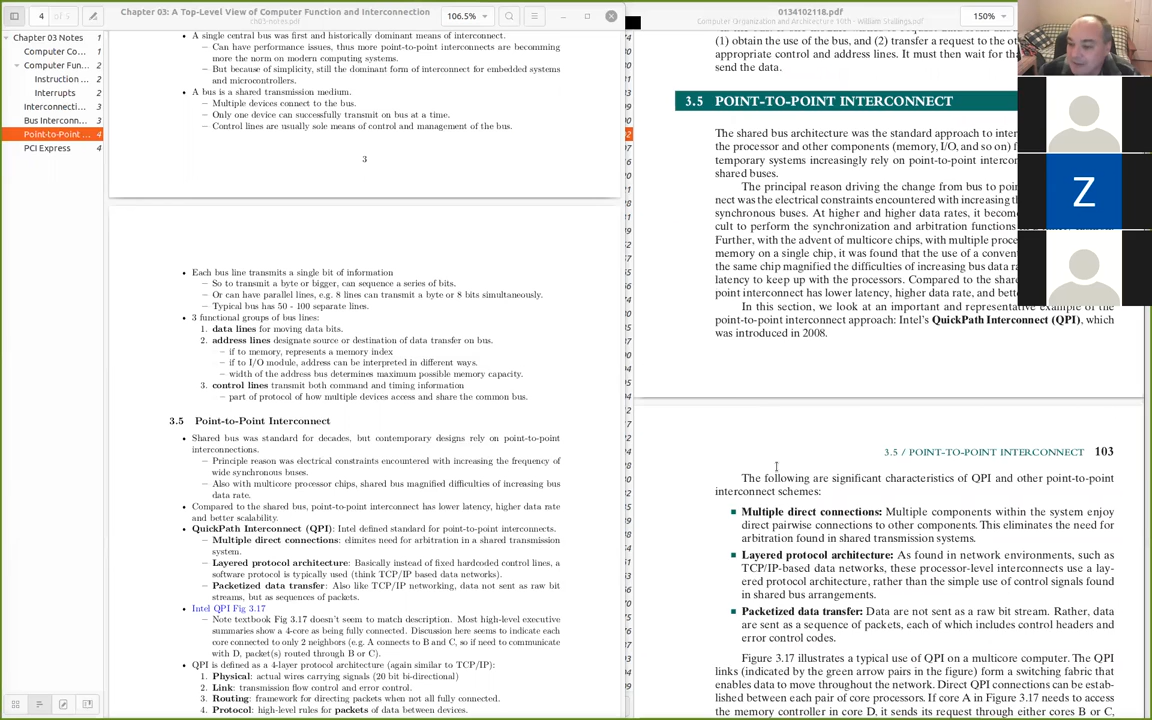 4
of 5
Chapter 03: A Top-Level View of Computer Function and Interconnection
ch03-notes.pdf
106.5%
Chapter 03 Notes
Computer Co... 1
Computer Fun... 2
Instruction ... 2
Interrupts 2
Interconnecti...
Bus Interconn...
Point-to-Point ... 4
PCI Express 4
• A single central bus was first and historically dominant means of interconnect.
– Can have performance issues, thus more point-to-point interconnects are becomming
more the norm on modern computing systems.
– But because of simplicity, still the dominant form of interconnect for embedded systems
and microcontrollers.
• A bus is a shared transmission medium.
– Multiple devices connect to the bus.
– Only one device can successfully transmit on bus at a time.
– Control lines are usually sole means of control and management of the bus.
3
• Each bus line transmits a single bit of information
– So to transmit a byte or bigger, can sequence a series of bits.
– Or can have parallel lines, e.g. 8 lines can transmit a byte or 8 bits simultaneously.
– Typical bus has 50 - 100 separate lines.
• 3 functional groups of bus lines:
1. data lines for moving data bits.
2. address lines designate source or destination of data transfer on bus.
– if to memory, represents a memory index
– if to I/O module, address can be interpreted in different ways.
– width of the address bus determines maximum possible memory capacity.
3. control lines transmit both command and timing information
– part of protocol of how multiple devices access and share the common bus.
3.5 Point-to-Point Interconnect
• Shared bus was standard for decades, but contemporary designs rely on point-to-point
interconnections.
– Principle reason was electrical constraints encountered with increasing the frequency of
wide synchronous buses.
– Also with multicore processor chips, shared bus magnified difficulties of increasing bus
data rate.
• Compared to the shared bus, point-to-point interconnect has lower latency, higher data rate
and better scalability.
• QuickPath Interconnect (QPI): Intel defined standard for point-to-point interconnects.
– Multiple direct connections: elimites need for arbitration in a shared transmission
system.
– Layered protocol architecture: Basically instead of fixed hardcoded control lines, a
software protocol is typically used (think TCP/IP based data networks).
– Packetized data transfer: Also like TCP/IP networking, data not sent as raw bit
streams, but as sequences of packets.
• Intel QPI Fig 3.17
– Note textbook Fig 3.17 doesn't seem to match description. Most high-level executive
summaries show a 4-core as being fully connected. Discussion here seems to indicate each
core connected to only 2 neighbors (e.g. A connects to B and C, so if need to communicate
with D, packet(s) routed through B or C).
• QPI is defined as a 4-layer protocol architecture (again similar to TCP/IP):
1. Physical: actual wires carrying signals (20 bit bi-directional)
2. Link: transmission flow control and error control.
3. Routing: framework for directing packets when not all fully connected.
4. Protocol: high-level rules for packets of data between devices.
0134102118.pdf
Computer Organization and Architecture 10th - William Stallings.pdf
150%
(1) obtain the use of the bus, and (2) transfer a request to the ot
appropriate control and address lines. It must then wait for tha
send the data.
3.5 POINT-TO-POINT INTERCONNECT
The shared bus architecture was the standard approach to inter
the processor and other components (memory, I/O, and so on) f
temporary systems increasingly rely on point-to-point intercon
shared buses.
The principal reason driving the change from bus to poin
nect was the electrical constraints encountered with increasing th
synchronous buses. At higher and higher data rates, it becom
cult to perform the synchronization and arbitration functions
Further, with the advent of multicore chips, with multiple proce
memory on a single chip, it was found that the use of a conven
the same chip magnified the difficulties of increasing bus data ra
latency to keep up with the processors. Compared to the share
point interconnect has lower latency, higher data rate, and bett
In this section, we look at an important and representative example of the
point-to-point interconnect approach: Intel's QuickPath Interconnect (QPI), which
was introduced in 2008.
3.5 / POINT-TO-POINT INTERCONNECT 103
The following are significant characteristics of QPI and other point-to-point
interconnect schemes:
■ Multiple direct connections: Multiple components within the system enjoy
direct pairwise connections to other components. This eliminates the need for
arbitration found in shared transmission systems.
■ Layered protocol architecture: As found in network environments, such as
TCP/IP-based data networks, these processor-level interconnects use a lay-
ered protocol architecture, rather than the simple use of control signals found
in shared bus arrangements.
■ Packetized data transfer: Data are not sent as a raw bit stream. Rather, data
are sent as a sequence of packets, each of which includes control headers and
error control codes.
Figure 3.17 illustrates a typical use of QPI on a multicore computer. The QPI
links (indicated by the green arrow pairs in the figure) form a switching fabric that
enables data to move throughout the network. Direct QPI connections can be estab-
lished between each pair of core processors. If core A in Figure 3.17 needs to access
the memory controller in core D, it sends its request through either cores B or C,
Z